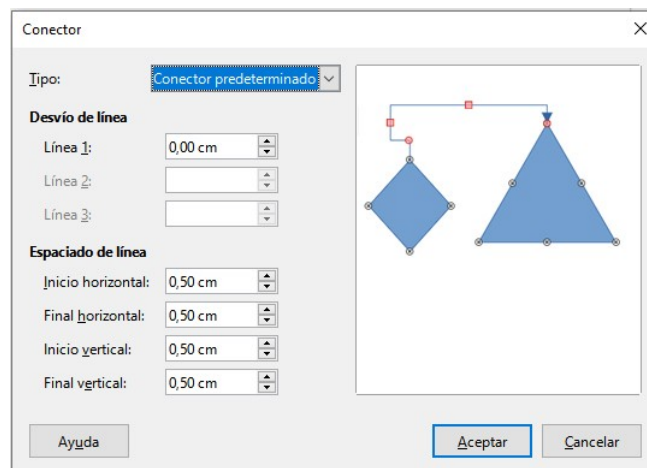 Conector
Tipo: Conector predeterminado
Desvío de línea
Línea 1: 0,00 cm
Línea 2:
Línea 3:
Espaciado de línea
Inicio horizontal: 0,50 cm
Final horizontal: 0,50 cm
Inicio vertical: 0,50 cm
Final vertical: 0,50 cm
Ayuda Aceptar Cancelar